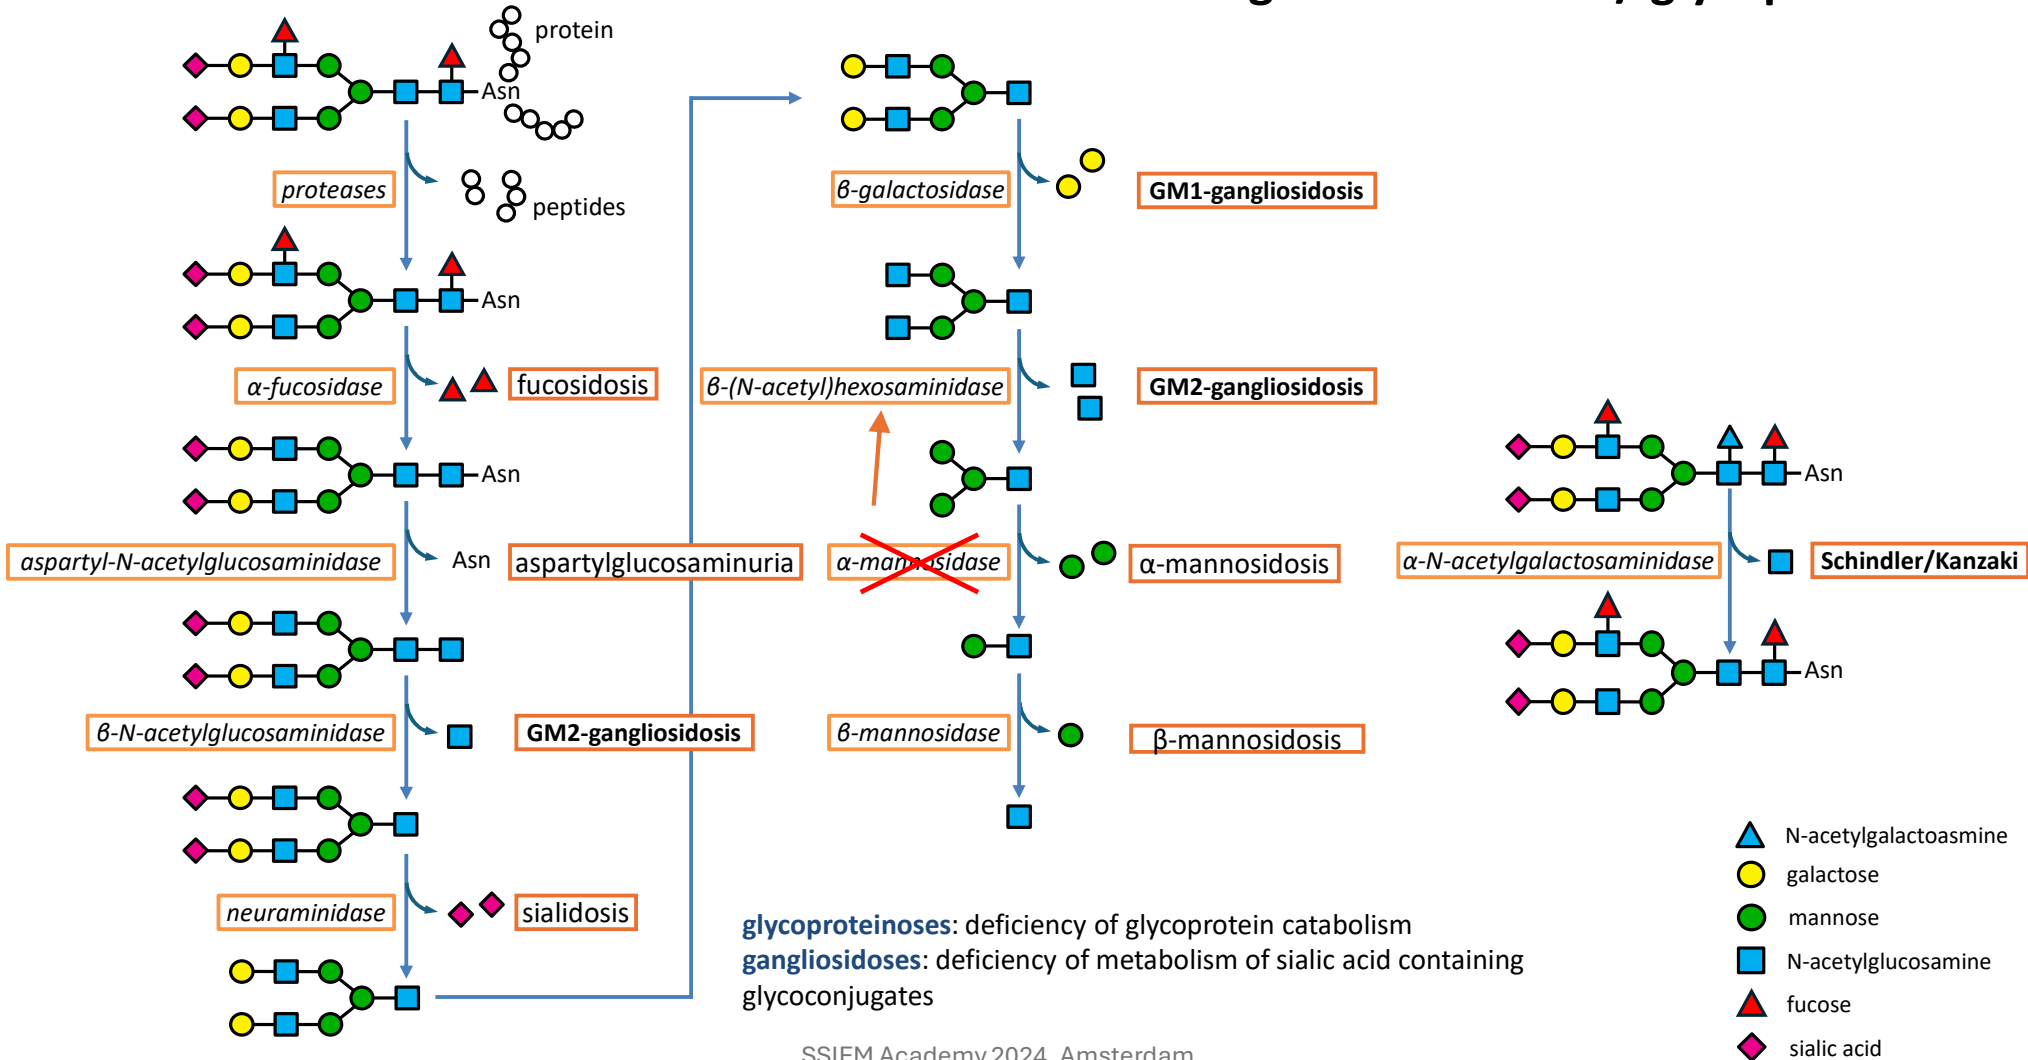 protein
Asn
proteases
peptides
Asn
α-fucosidase
fucosidosis
Asn
aspartyl-N-acetylglucosaminidase
Asn
aspartylglucosaminuria
β-N-acetylglucosaminidase
GM2-gangliosidosis
neuraminidase
sialidosis
β-galactosidase
GM1-gangliosidosis
β-(N-acetyl)hexosaminidase
GM2-gangliosidosis
α-mannosidase
α-mannosidosis
β-mannosidase
β-mannosidosis
Asn
α-N-acetylgalactosaminidase
Schindler/Kanzaki
Asn
glycoproteinoses: deficiency of glycoprotein catabolism
gangliosidoses: deficiency of metabolism of sialic acid containing
glycoconjugates
N-acetylgalactoasmine
galactose
mannose
N-acetylglucosamine
fucose
sialic acid
SSIEM Academy 2024, Amsterdam